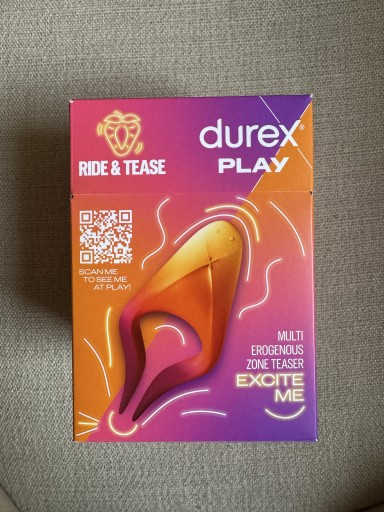 durex®
PLAY
RIDE & TEASE
SCAN ME
TO SEE ME
AT PLAY!
MULTI
EROGENOUS
ZONE TEASER
EXCITE
ME